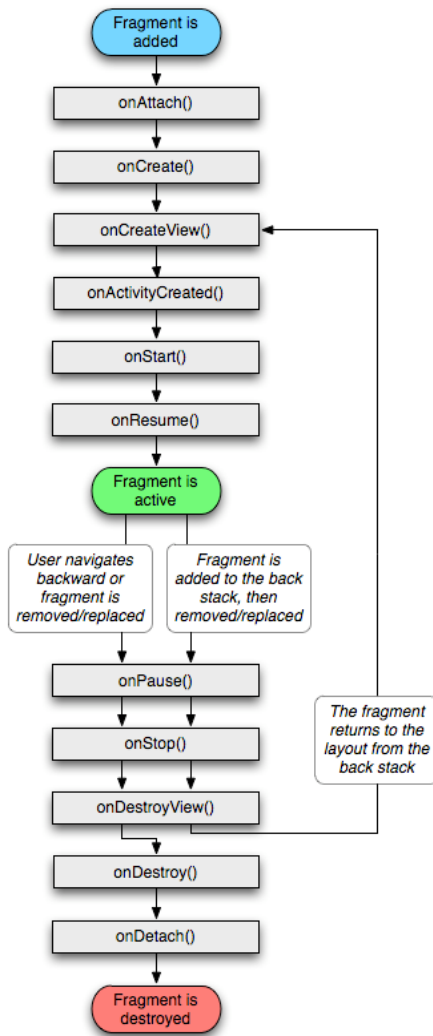 Fragment is
added
onAttach()
onCreate()
onCreateView()
onActivityCreated()
onStart()
onResume()
Fragment is
active
User navigates
backward or
fragment is
removed/replaced
Fragment is
added to the back
stack, then
removed/replaced
onPause()
onStop()
onDestroyView()
The fragment
returns to the
layout from the
back stack
onDestroy()
onDetach()
Fragment is
destroyed